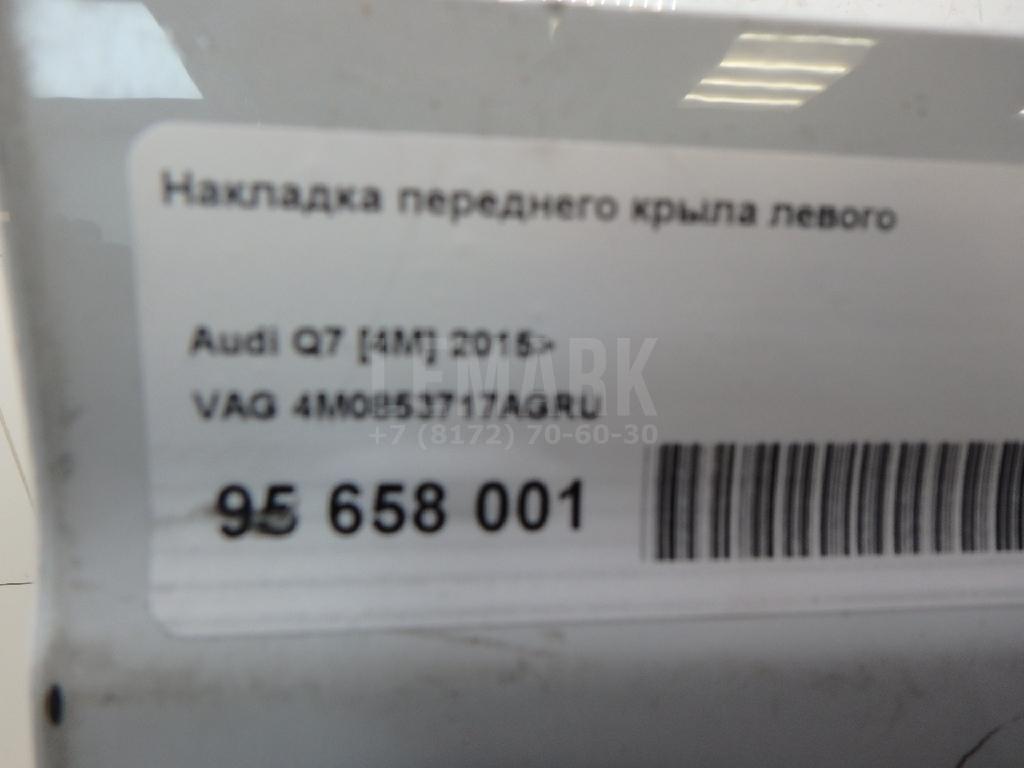 Накладка переднего крыла левого
Audi Q7 [4M] 2015>
LEMARK
VAG 4M0853717AGRU
+7 (8172) 70-60-30
95 658 001